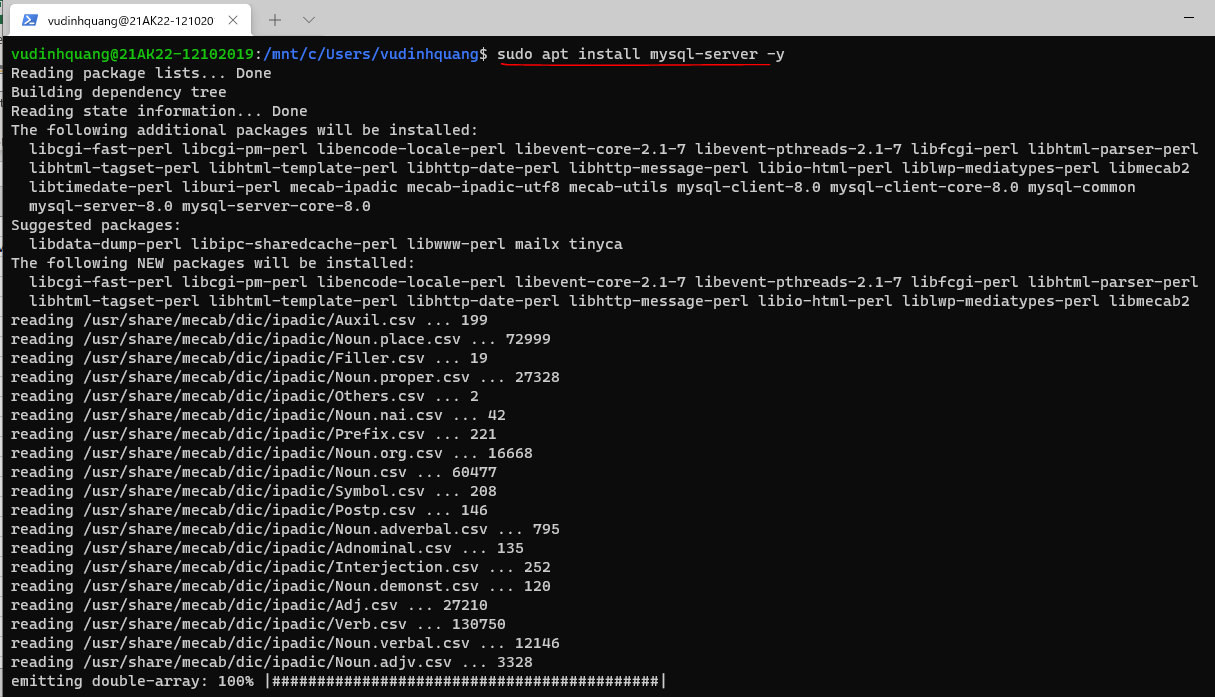 vudinhquang@21AK22-121020
vudinhquang@21AK22-12102019:/mnt/c/Users/vudinhquang$ sudo apt install mysql-server -y
Reading package lists... Done
Building dependency tree
Reading state information... Done
The following additional packages will be installed:
  libcgi-fast-perl libcgi-pm-perl libencode-locale-perl libevent-core-2.1-7 libevent-pthreads-2.1-7 libfcgi-perl libhtml-parser-perl
  libhtml-tagset-perl libhtml-template-perl libhttp-date-perl libhttp-message-perl libio-html-perl liblwp-mediatypes-perl libmecab2
  libtimedate-perl liburi-perl mecab-ipadic mecab-ipadic-utf8 mecab-utils mysql-client-8.0 mysql-client-core-8.0 mysql-common
  mysql-server-8.0 mysql-server-core-8.0
Suggested packages:
  libdata-dump-perl libipc-sharedcache-perl libwww-perl mailx tinyca
The following NEW packages will be installed:
  libcgi-fast-perl libcgi-pm-perl libencode-locale-perl libevent-core-2.1-7 libevent-pthreads-2.1-7 libfcgi-perl libhtml-parser-perl
  libhtml-tagset-perl libhtml-template-perl libhttp-date-perl libhttp-message-perl libio-html-perl liblwp-mediatypes-perl libmecab2
reading /usr/share/mecab/dic/ipadic/Auxil.csv ... 199
reading /usr/share/mecab/dic/ipadic/Noun.place.csv ... 72999
reading /usr/share/mecab/dic/ipadic/Filler.csv ... 19
reading /usr/share/mecab/dic/ipadic/Noun.proper.csv ... 27328
reading /usr/share/mecab/dic/ipadic/Others.csv ... 2
reading /usr/share/mecab/dic/ipadic/Noun.nai.csv ... 42
reading /usr/share/mecab/dic/ipadic/Prefix.csv ... 221
reading /usr/share/mecab/dic/ipadic/Noun.org.csv ... 16668
reading /usr/share/mecab/dic/ipadic/Noun.csv ... 60477
reading /usr/share/mecab/dic/ipadic/Symbol.csv ... 208
reading /usr/share/mecab/dic/ipadic/Postp.csv ... 146
reading /usr/share/mecab/dic/ipadic/Noun.adverbal.csv ... 795
reading /usr/share/mecab/dic/ipadic/Adnominal.csv ... 135
reading /usr/share/mecab/dic/ipadic/Interjection.csv ... 252
reading /usr/share/mecab/dic/ipadic/Noun.demonst.csv ... 120
reading /usr/share/mecab/dic/ipadic/Adj.csv ... 27210
reading /usr/share/mecab/dic/ipadic/Verb.csv ... 130750
reading /usr/share/mecab/dic/ipadic/Noun.verbal.csv ... 12146
reading /usr/share/mecab/dic/ipadic/Noun.adjv.csv ... 3328
emitting double-array: 100% |###########################################|